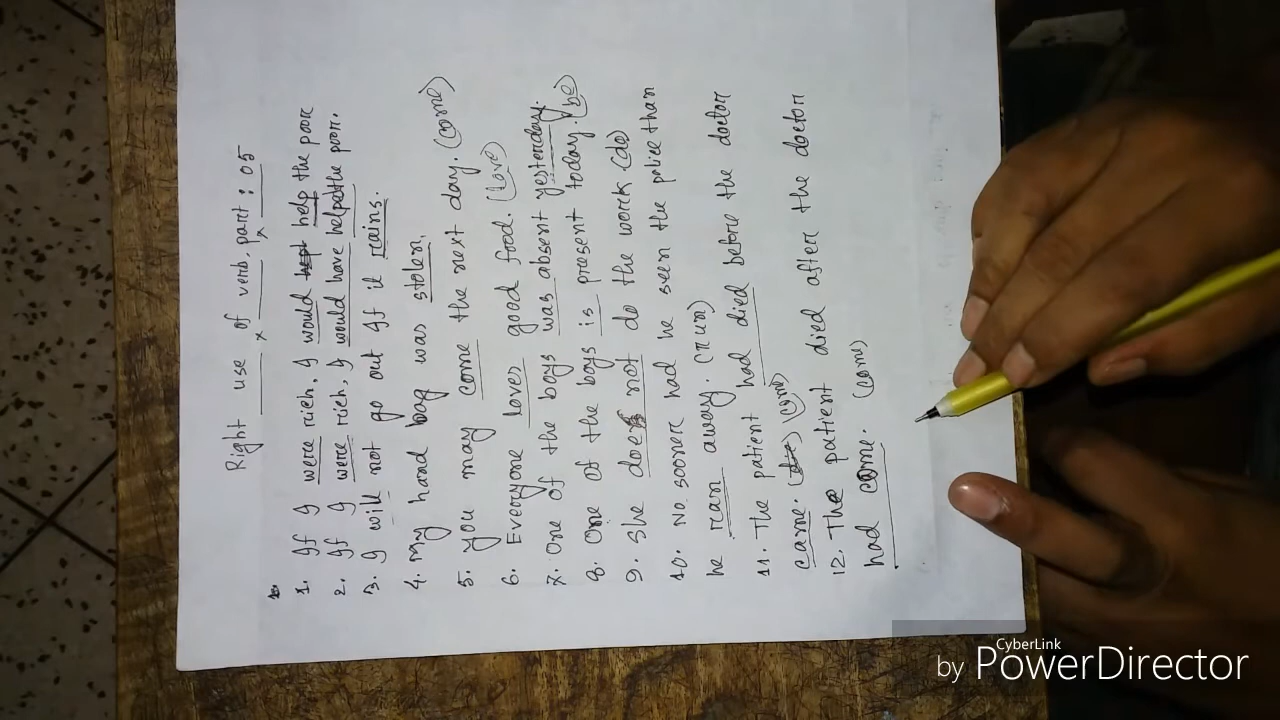 Right use of verb, part : 05
1. If I were rich, I would help the poor
2. If I were rich, I would have helped the poor.
3. I will not go out If it rains.
4. My hand bag was stolen.
5. You may come the next day. (come)
6. Everyone loves good food. (love)
7. One of the boys was absent yesterday.
8. One of the boys is present today. (be)
9. She does not do the work (do)
10. No sooner had he seen the police than
he ran away. (run)
11. The patient had died before the doctor
came. (die) (come)
12. The patient died after the doctor
had come. (come)
by CyberLink PowerDirector